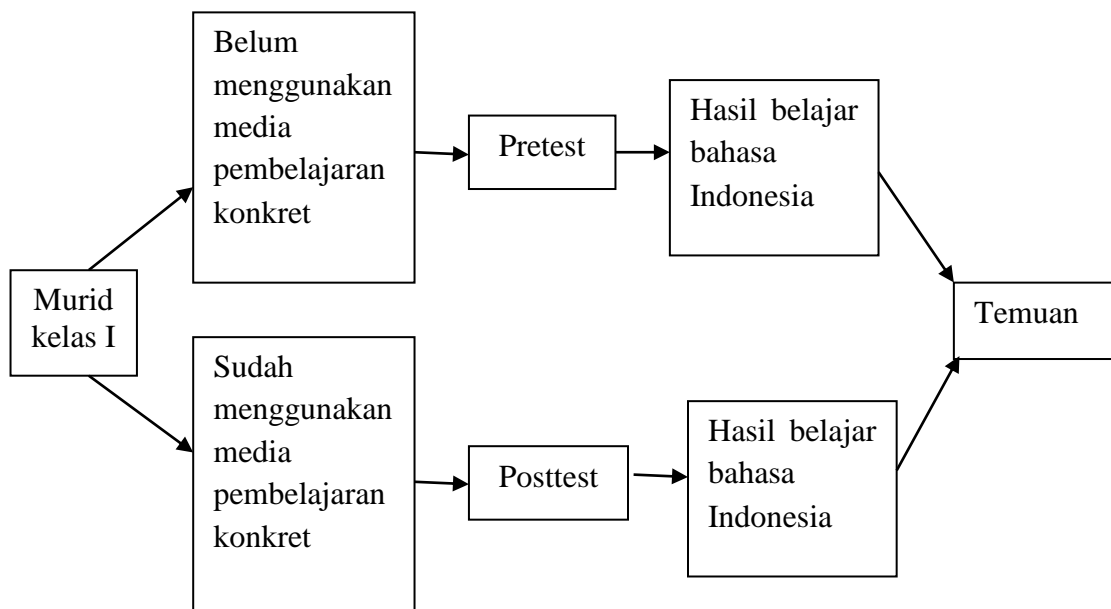 Belum
menggunakan
media
pembelajaran
konkret
Pretest
Hasil belajar
bahasa
Indonesia
Murid
kelas I
Temuan
Sudah
menggunakan
media
pembelajaran
konkret
Posttest
Hasil belajar
bahasa
Indonesia